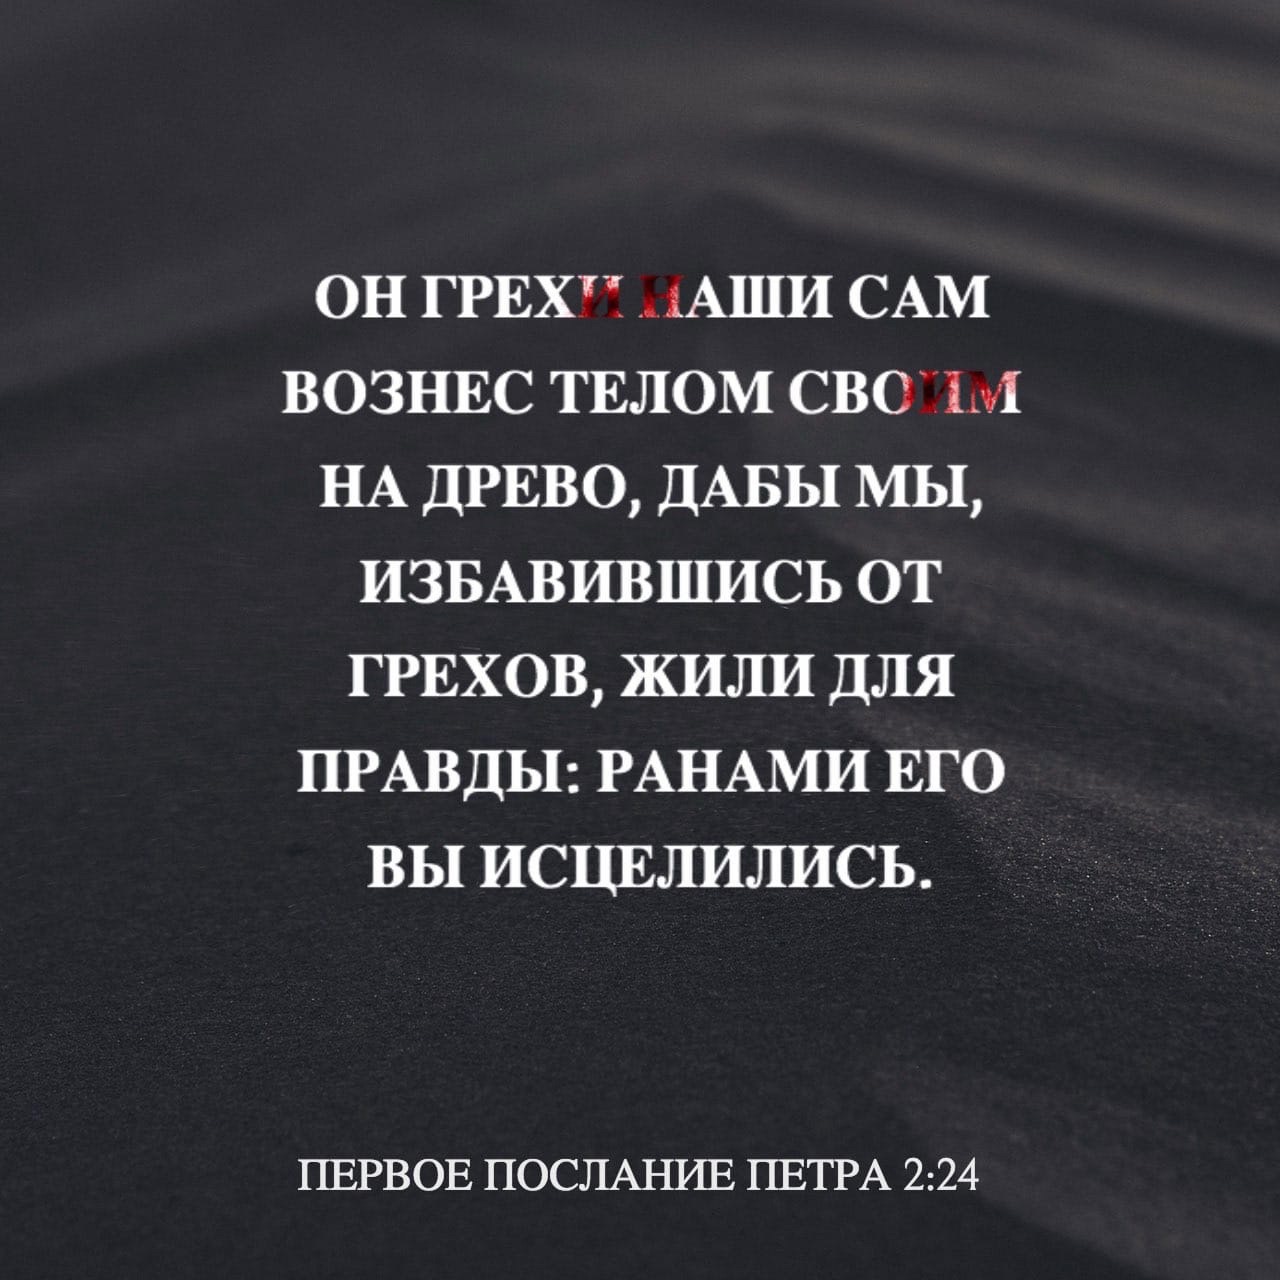 ОН ГРЕХИ НАШИ САМ
ВОЗНЕС ТЕЛОМ СВОИМ
НА ДРЕВО, ДАБЫ МЫ,
ИЗБАВИВШИСЬ ОТ
ГРЕХОВ, ЖИЛИ ДЛЯ
ПРАВДЫ: РАНАМИ ЕГО
ВЫ ИСЦЕЛИЛИСЬ.
ПЕРВОЕ ПОСЛАНИЕ ПЕТРА 2:24